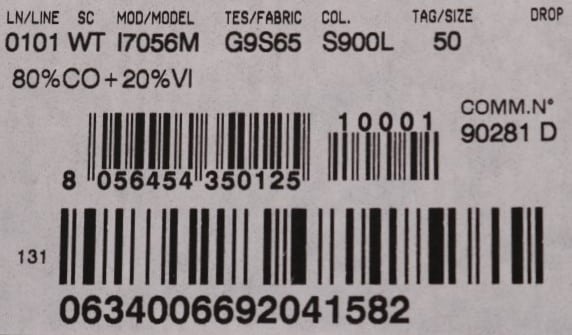 LN/LINE SC MOD/MODEL TES/FABRIC COL. TAG/SIZE DROP
0101 WT I7056M G9S65 S900L 50
80%CO+20%VI
10001
COMM.N°
90281 D
8 056454 350125
131
0634006692041582